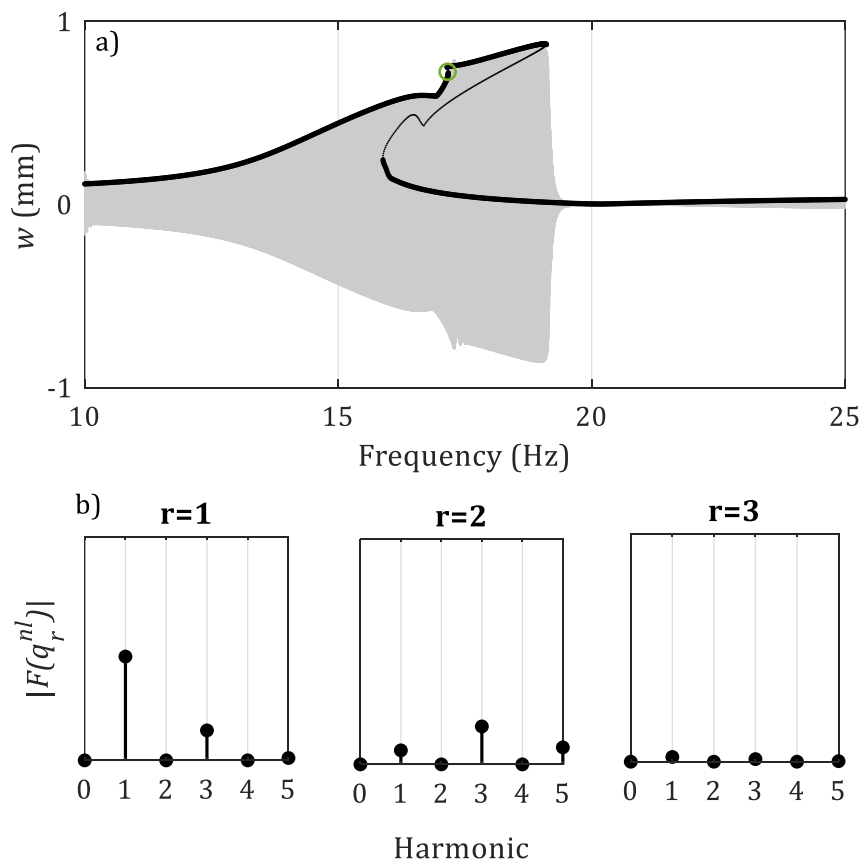 1
a)
0
w (mm)
-1
10 15 20 25
Frequency (Hz)
b)
r=1 r=2 r=3
|F(q_r^{nl})|
0 1 2 3 4 5 0 1 2 3 4 5 0 1 2 3 4 5
Harmonic